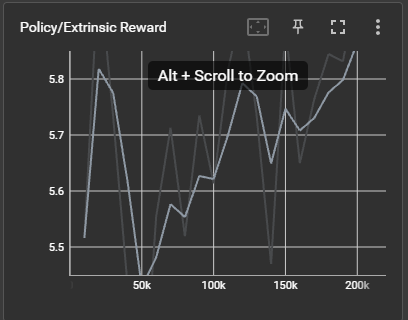 Policy/Extrinsic Reward
Alt + Scroll to Zoom
5.8
5.7
5.6
5.5
50k 100k 150k 200k